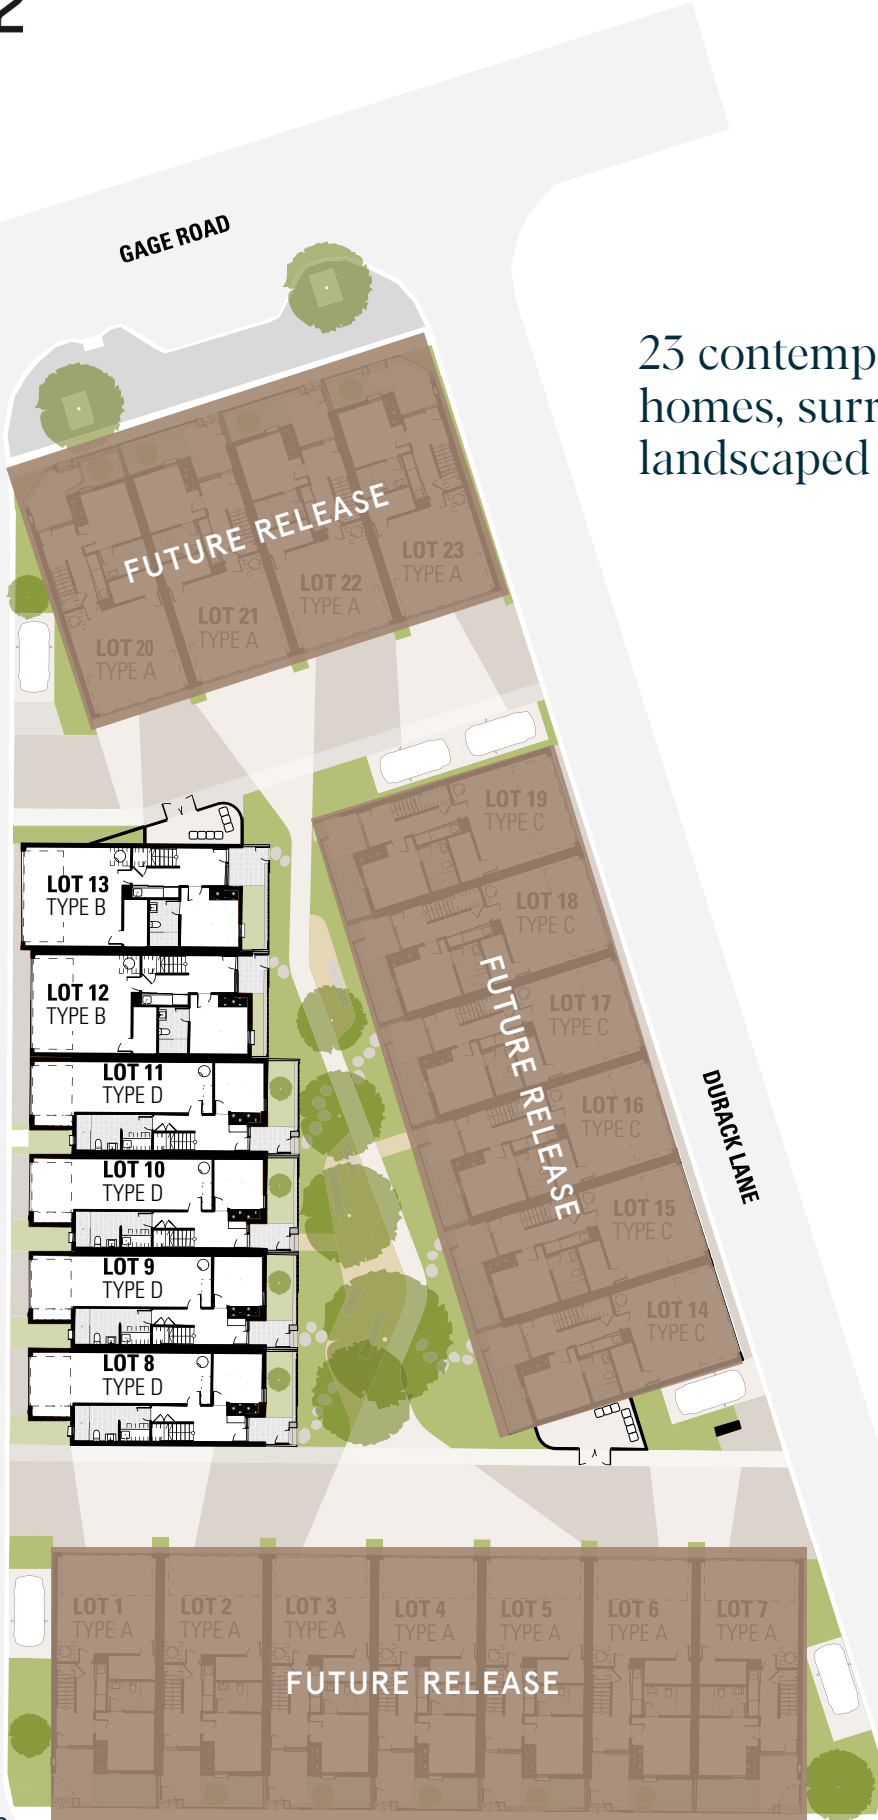 2
GAGE ROAD
23 contemp
homes, surr
landscaped
FUTURE RELEASE
LOT 23
TYPE A
LOT 22
TYPE A
LOT 21
TYPE A
LOT 20
TYPE A
LOT 19
TYPE C
LOT 18
TYPE C
LOT 17
TYPE C
LOT 16
TYPE C
LOT 15
TYPE C
LOT 14
TYPE C
FUTURE RELEASE
DURACK LANE
LOT 13
TYPE B
LOT 12
TYPE B
LOT 11
TYPE D
LOT 10
TYPE D
LOT 9
TYPE D
LOT 8
TYPE D
LOT 1
TYPE A
LOT 2
TYPE A
LOT 3
TYPE A
LOT 4
TYPE A
LOT 5
TYPE A
LOT 6
TYPE A
LOT 7
TYPE A
FUTURE RELEASE